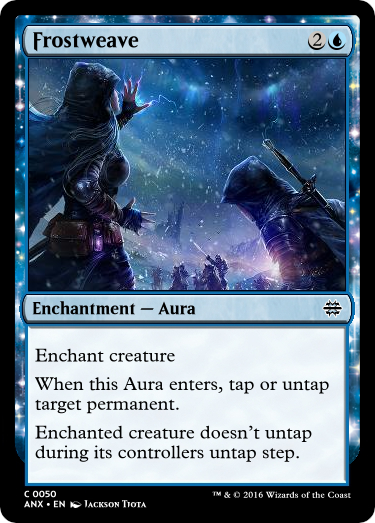 Frostweave 2
Enchantment — Aura
Enchant creature
When this Aura enters, tap or untap
target permanent.
Enchanted creature doesn't untap
during its controllers untap step.
C 0050
ANX • EN Jackson Tjota
™ & © 2016 Wizards of the Coast